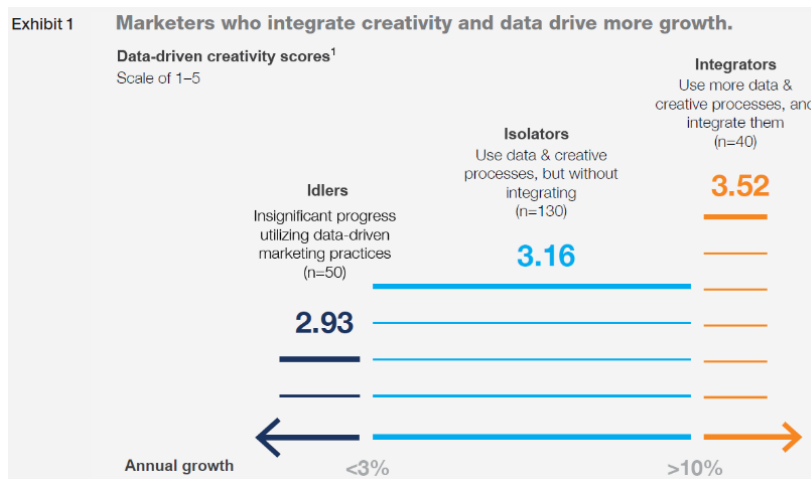 Exhibit 1
Marketers who integrate creativity and data drive more growth.
Data-driven creativity scores¹
Scale of 1–5
Integrators
Use more data &
creative processes, and
integrate them
(n=40)
3.52
Isolators
Use data & creative
processes, but without
integrating
(n=130)
3.16
Idlers
Insignificant progress
utilizing data-driven
marketing practices
(n=50)
2.93
Annual growth
<3%
>10%